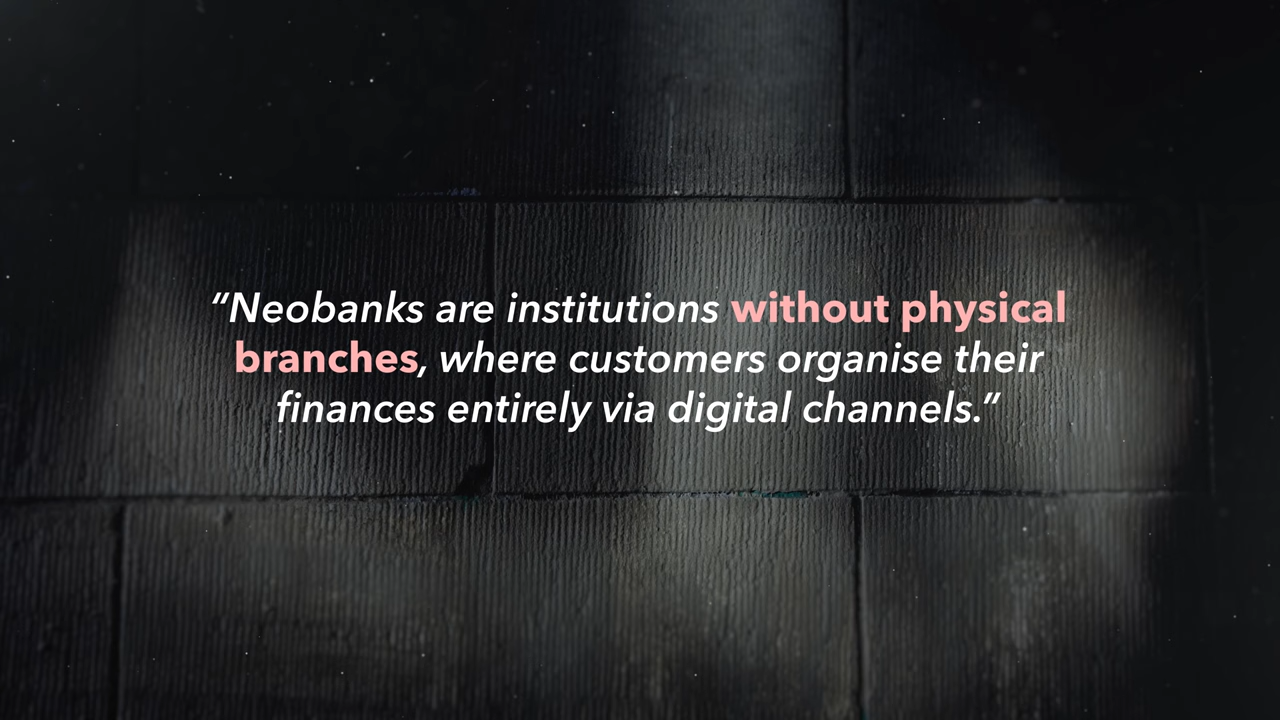 “Neobanks are institutions without physical
branches, where customers organise their
finances entirely via digital channels.”